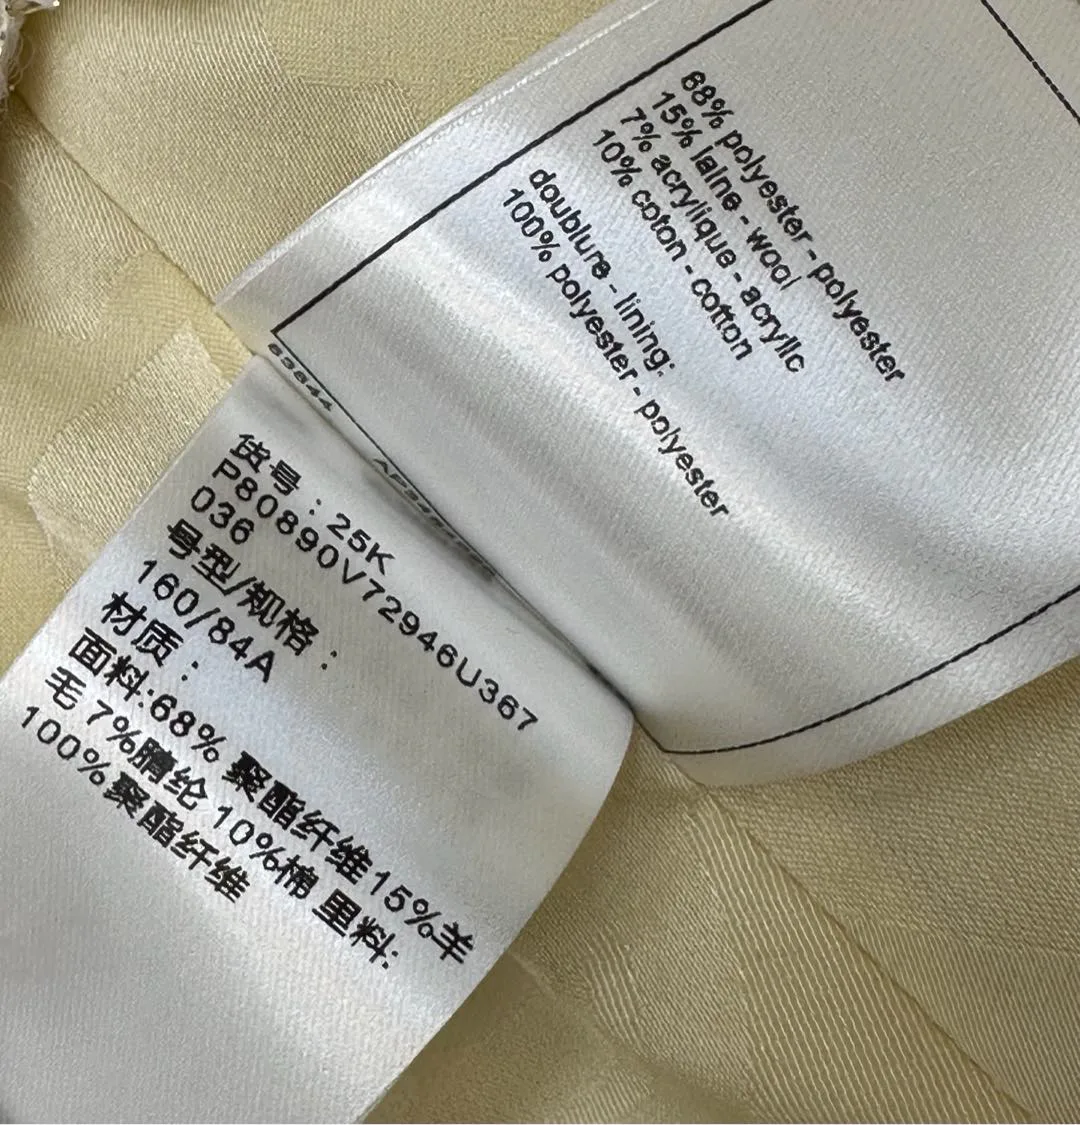 68% polyester - polyester
15% laine - wool
7% acrylique - acrylic
10% coton - cotton
doublure - lining:
100% polyester - polyester
63644
货号：25K
P80890V72946U367
036
号型/规格：
160/84A
材质：
面料:68% 聚酯纤维 15%羊
毛 7%腈纶 10%棉 里料:
100%聚酯纤维